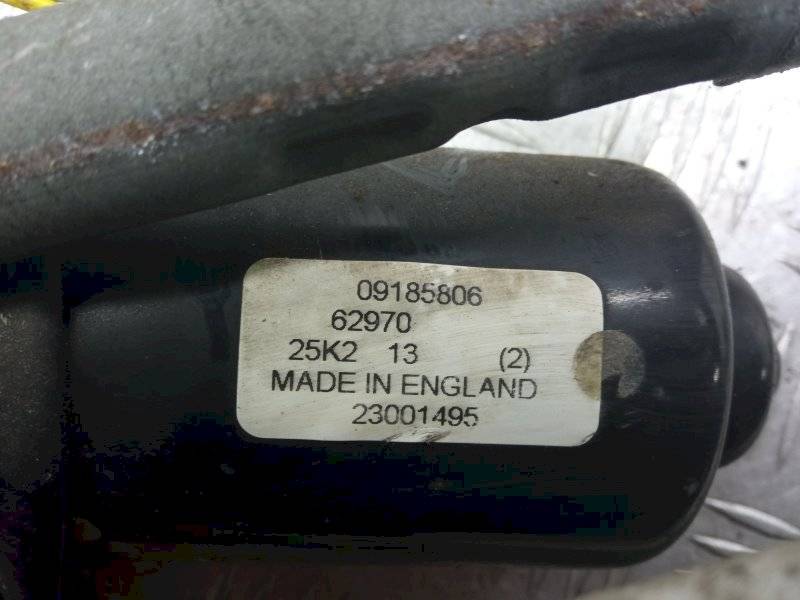 09185806
62970
25K2 13 (2)
MADE IN ENGLAND
23001495